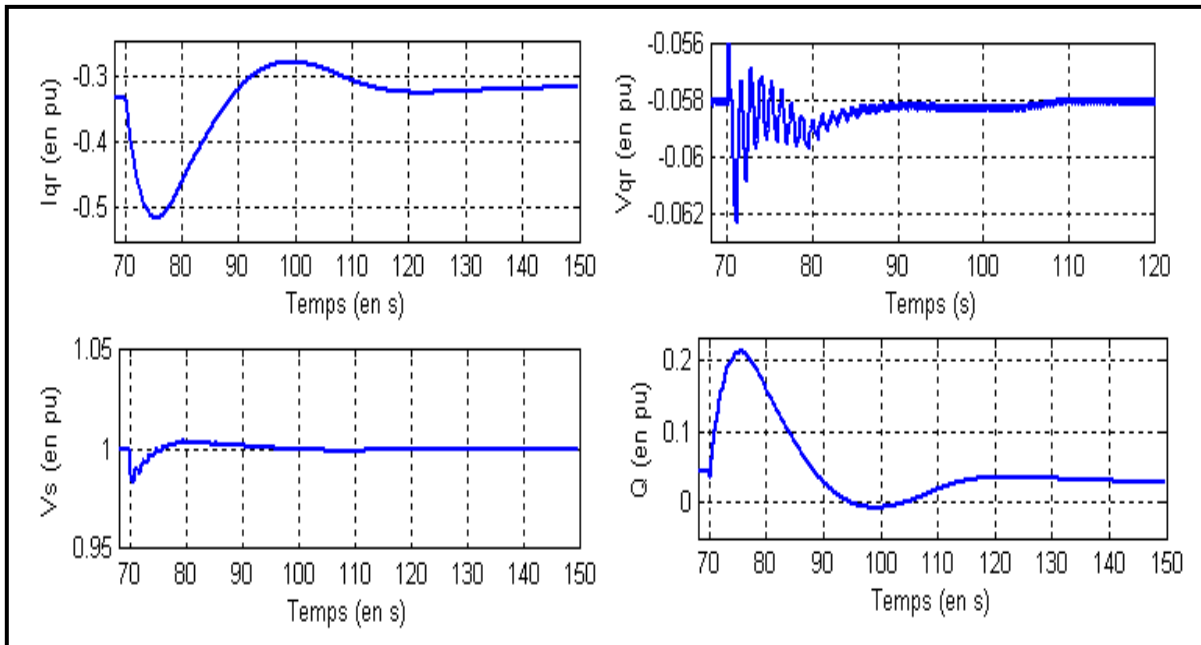 Iqr (en pu)
-0.3
-0.4
-0.5
70 80 90 100 110 120 130 140 150
Temps (en s)
Vqr (en pu)
-0.056
-0.058
-0.06
-0.062
70 80 90 100 110 120
Temps (s)
Vs (en pu)
1.05
1
0.95
70 80 90 100 110 120 130 140 150
Temps (en s)
Q (en pu)
0.2
0.1
0
70 80 90 100 110 120 130 140 150
Temps (en s)